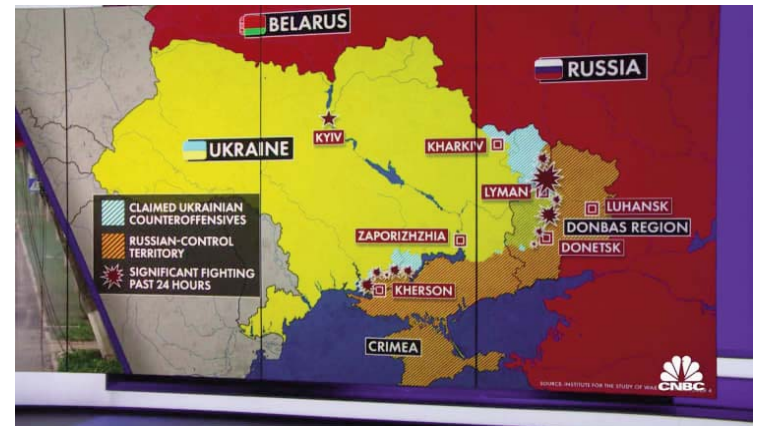 BELARUS
RUSSIA
KYIV
KHARKIV
UKRAINE
LYMAN
CLAIMED UKRAINIAN
COUNTEROFFENSIVES
LUHANSK
DONBAS REGION
ZAPORIZHZHIA
RUSSIAN-CONTROL
TERRITORY
DONETSK
SIGNIFICANT FIGHTING
PAST 24 HOURS
KHERSON
CRIMEA
SOURCE: INSTITUTE FOR THE STUDY OF WAR
CNBC